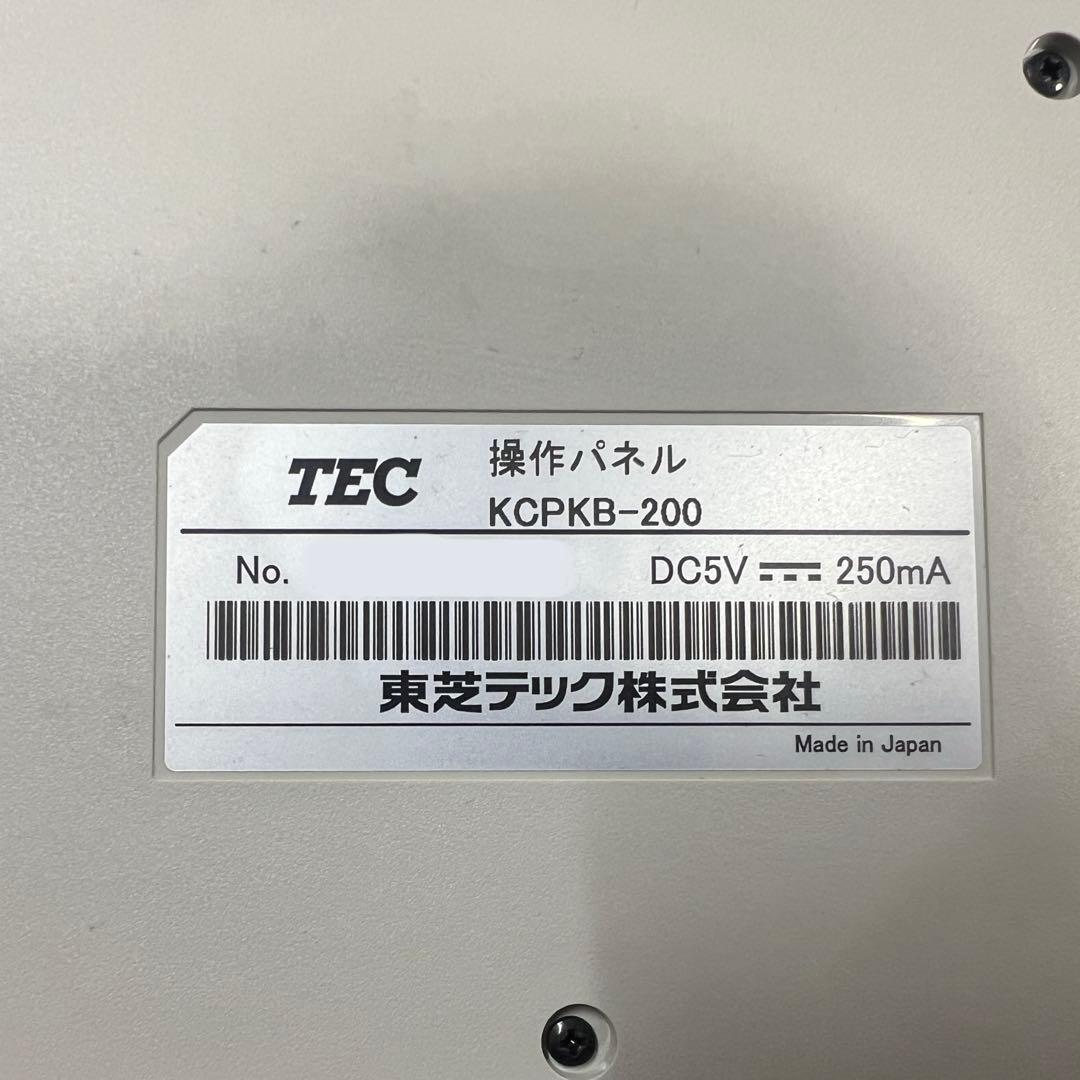 TEC
操作パネル
KCPKB-200
No.
DC5V 250mA
東芝テック株式会社
Made in Japan